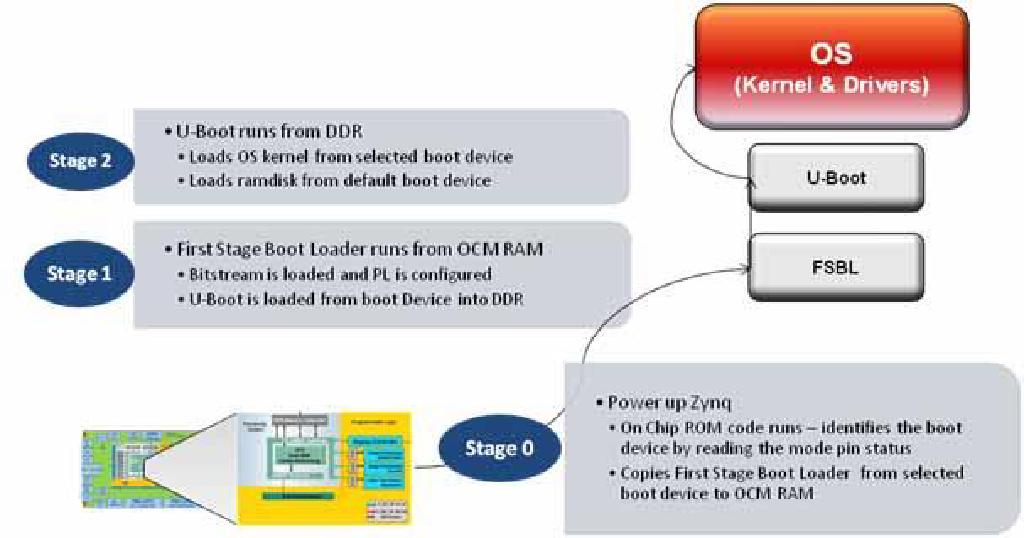 OS
(Kernel & Drivers)
Stage 2
• U-Boot runs from DDR
• Loads OS kernel from selected boot device
• Loads ramdisk from default boot device
U-Boot
Stage 1
• First Stage Boot Loader runs from OCM RAM
• Bitstream is loaded and PL is configured
• U-Boot is loaded from boot Device into DDR
FSBL
Stage 0
• Power up Zynq
• On Chip ROM code runs – identifies the boot
device by reading the mode pin status
• Copies First Stage Boot Loader from selected
boot device to OCM RAM